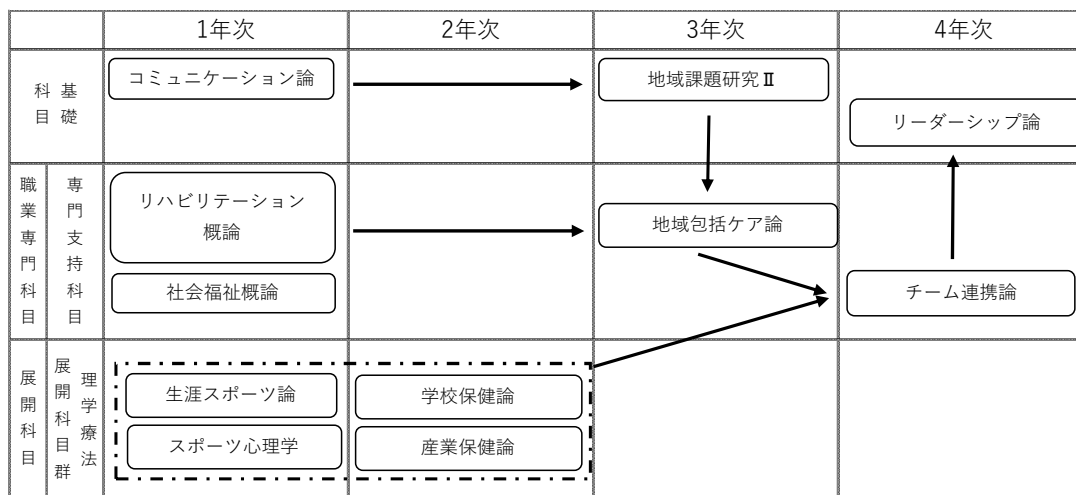 1年次
2年次
3年次
4年次
基礎
科目
コミュニケーション論
地域課題研究Ⅱ
リーダーシップ論
職業専門科目
専門支持科目
リハビリテーション
概論
地域包括ケア論
社会福祉概論
チーム連携論
展開科目
理学療法
展開科目群
生涯スポーツ論
学校保健論
スポーツ心理学
産業保健論